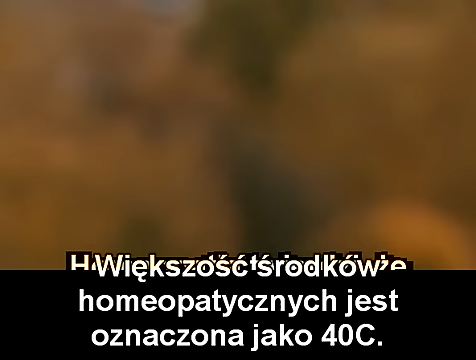 Większość środków
homeopatycznych jest
oznaczona jako 40C.